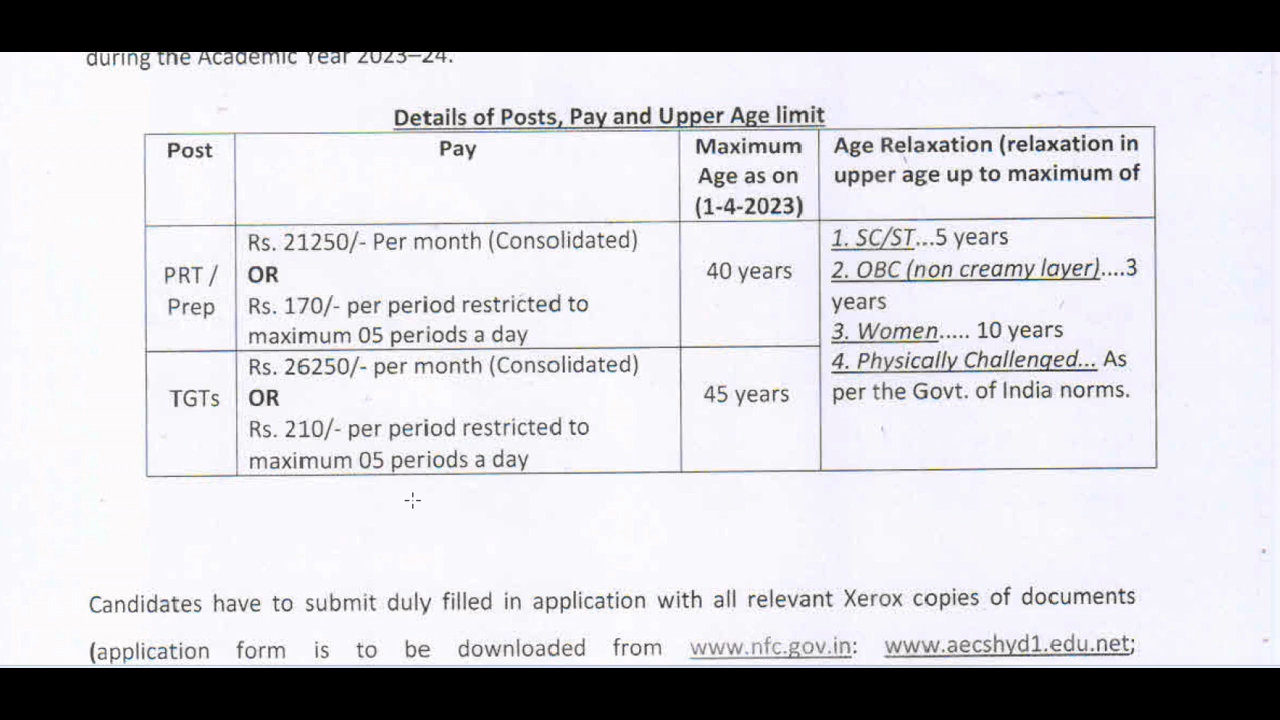 during the Academic Year 2023–24.
Details of Posts, Pay and Upper Age limit
Post
Pay
Maximum
Age as on
(1-4-2023)
Age Relaxation (relaxation in
upper age up to maximum of
PRT /
Prep
Rs. 21250/- Per month (Consolidated)
OR
Rs. 170/- per period restricted to
maximum 05 periods a day
40 years
1. SC/ST...5 years
2. OBC (non creamy layer)....3
years
3. Women..... 10 years
4. Physically Challenged... As
per the Govt. of India norms.
TGTs
Rs. 26250/- per month (Consolidated)
OR
Rs. 210/- per period restricted to
maximum 05 periods a day
45 years
Candidates have to submit duly filled in application with all relevant Xerox copies of documents
(application form is to be downloaded from www.nfc.gov.in: www.aecshyd1.edu.net;